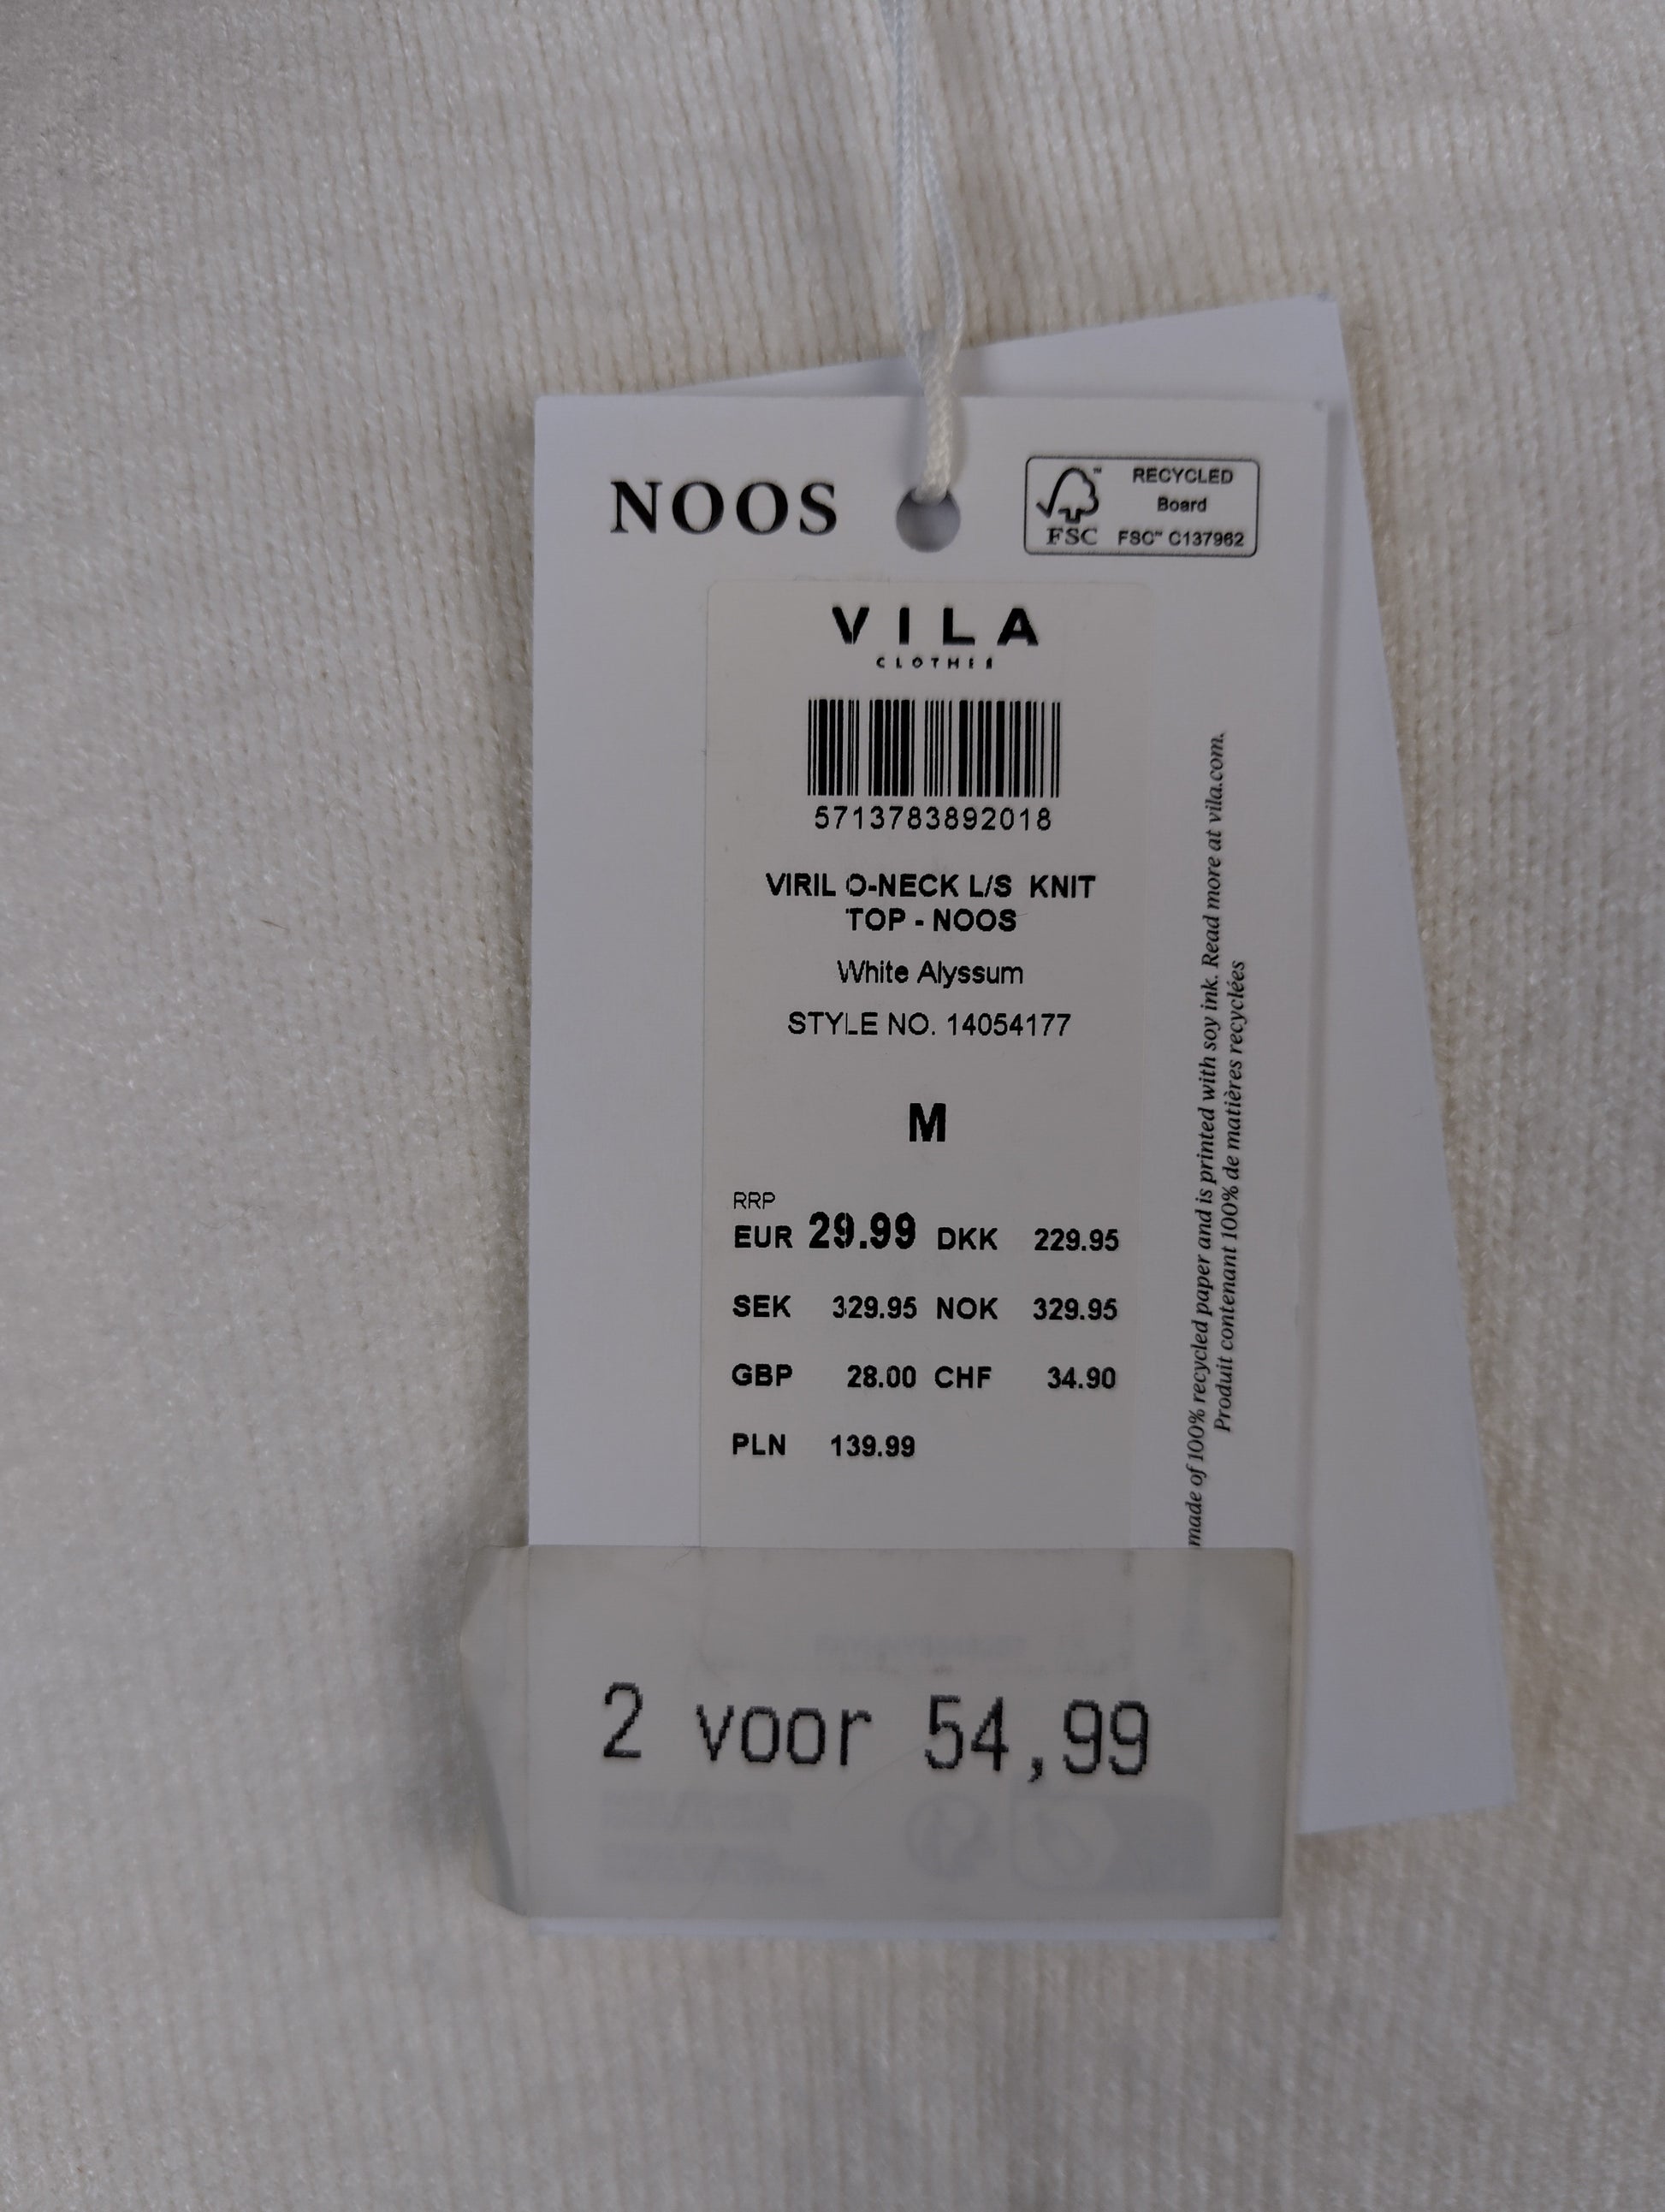 NOOS
FSC™
RECYCLED
Board
FSC™ C137962
VILA
CLOTHES
5713783892018
VIRIL O-NECK L/S KNIT
TOP - NOOS
White Alyssum
STYLE NO. 14054177
M
RRP
EUR 29.99 DKK 229.95
SEK 329.95 NOK 329.95
GBP 28.00 CHF 34.90
PLN 139.99
made of 100% recycled paper and is printed with soy ink. Read more at vila.com.
Produit contenant 100% de matières recyclées
2 voor 54,99